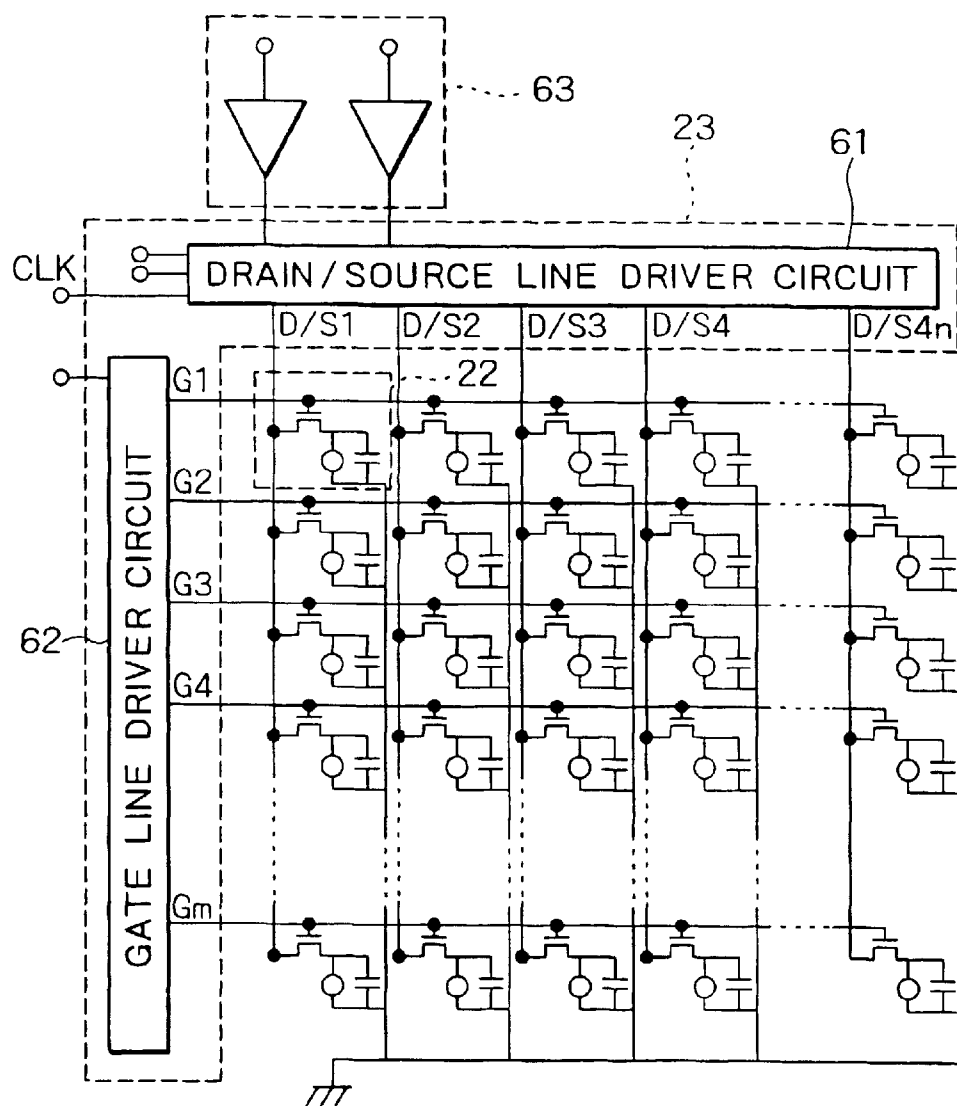 63
23
61
CLK
DRAIN/SOURCE LINE DRIVER CIRCUIT
D/S1
D/S2
D/S3
D/S4
D/S4n
22
G1
G2
G3
62
G4
Gm
GATE LINE DRIVER CIRCUIT